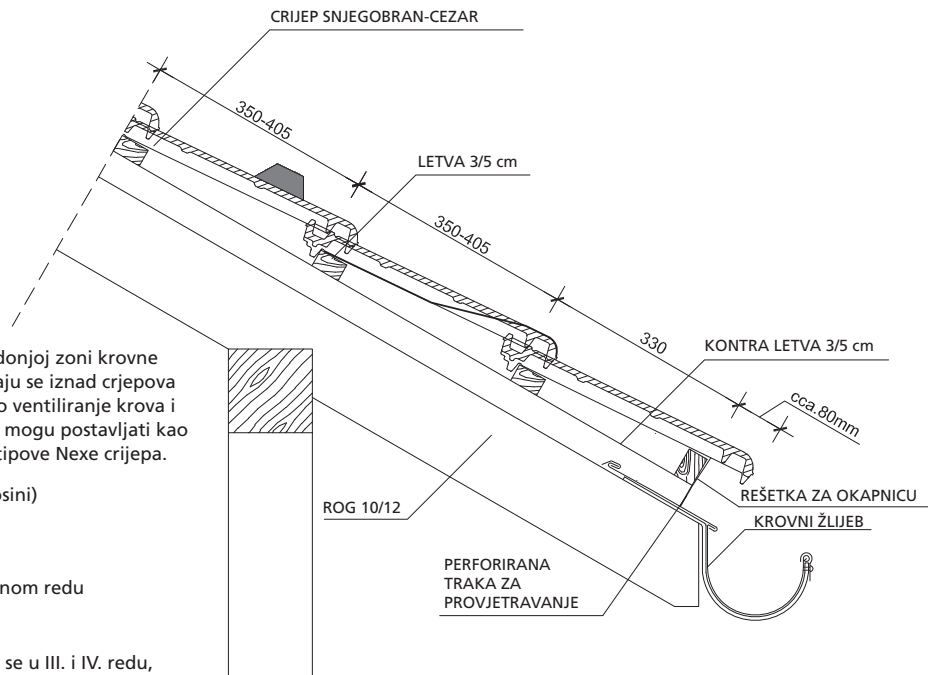 CRIJEP SNJEGOBRAN-CEZAR
350-405
LETVA 3/5 cm
350-405
330
KONTRA LETVA 3/5 cm
cca.80mm
donjoj zoni krovne
aju se iznad crjepova
o ventiliranje krova i
mogu postavljati kao
tipove Nexe crijepa.
osini)
nom redu
se u III. i IV. redu,
ROG 10/12
REŠETKA ZA OKAPNICU
KROVNI ŽLIJEB
PERFORIRANA
TRAKA ZA
PROVJETRAVANJE